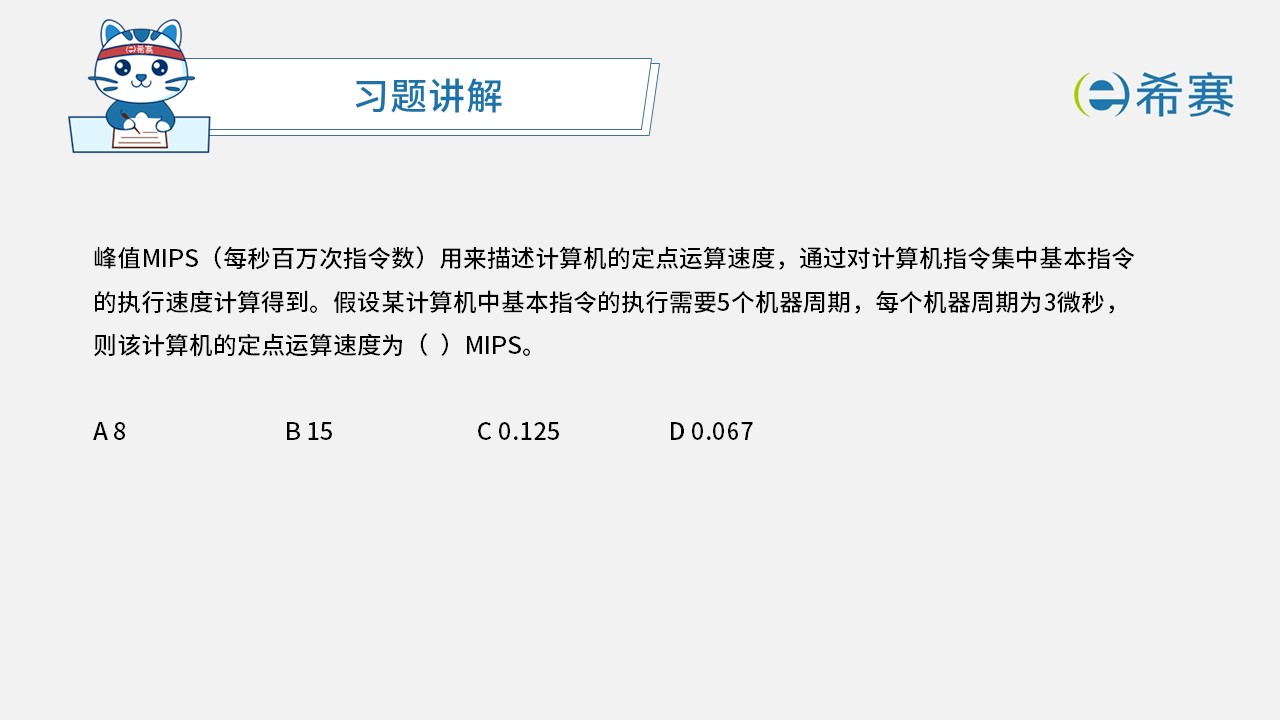 希赛
习题讲解
希赛
峰值MIPS（每秒百万次指令数）用来描述计算机的定点运算速度，通过对计算机指令集中基本指令
的执行速度计算得到。假设某计算机中基本指令的执行需要5个机器周期，每个机器周期为3微秒，
则该计算机的定点运算速度为（ ）MIPS。
A 8 B 15 C 0.125 D 0.067